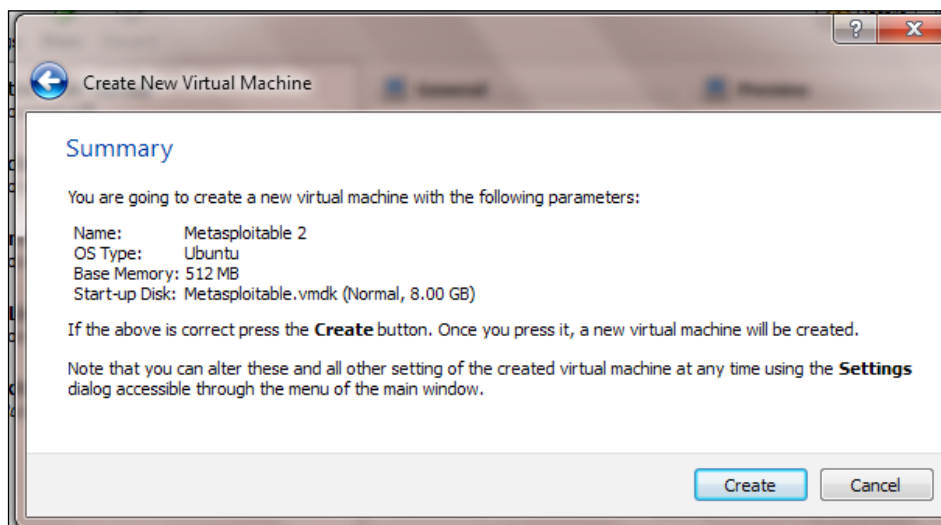 Create New Virtual Machine
General
Preview
Summary
You are going to create a new virtual machine with the following parameters:
Name: Metasploitable 2
OS Type: Ubuntu
Base Memory: 512 MB
Start-up Disk: Metasploitable.vmdk (Normal, 8.00 GB)
If the above is correct press the Create button. Once you press it, a new virtual machine will be created.
Note that you can alter these and all other setting of the created virtual machine at any time using the Settings
dialog accessible through the menu of the main window.
Create
Cancel